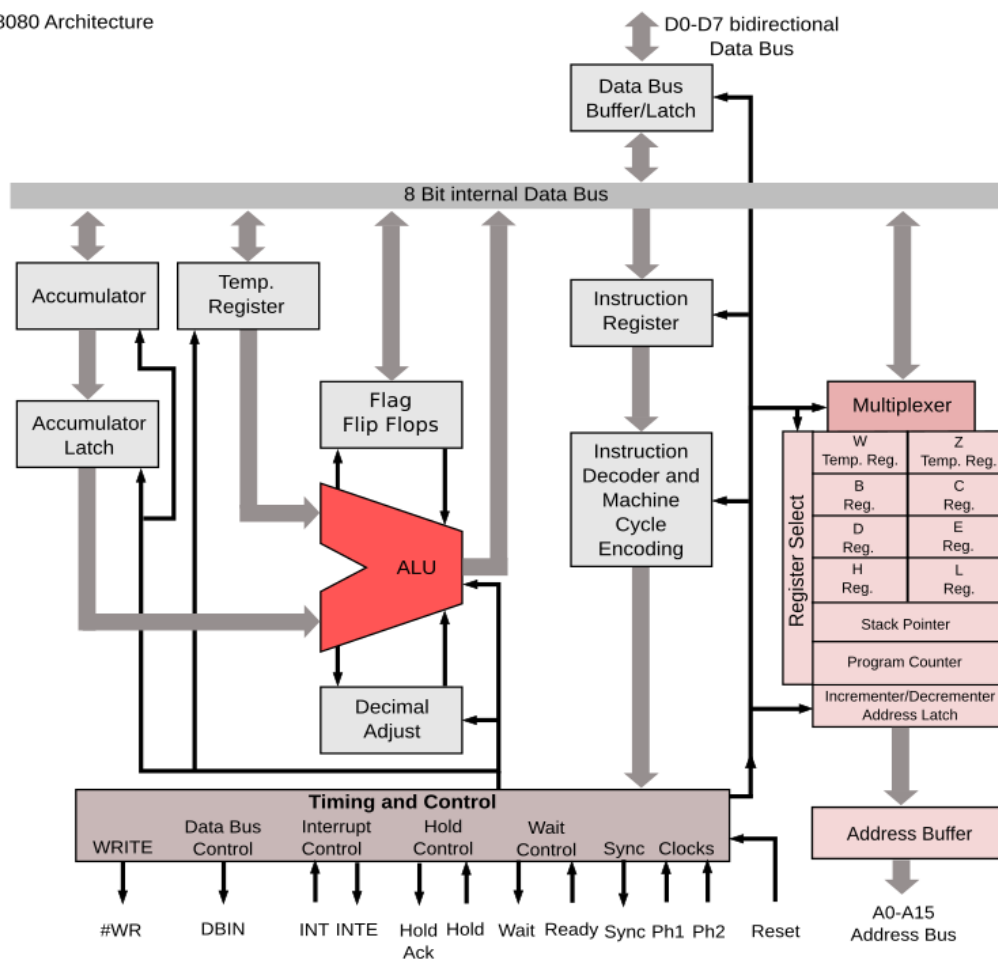 8080 Architecture
D0-D7 bidirectional
Data Bus
Data Bus
Buffer/Latch
8 Bit internal Data Bus
Accumulator
Temp.
Register
Instruction
Register
Flag
Flip Flops
Multiplexer
Accumulator
Latch
Instruction
Decoder and
Machine
Cycle
Encoding
Register Select
W
Temp. Reg.
Z
Temp. Reg.
B
Reg.
C
Reg.
D
Reg.
E
Reg.
H
Reg.
L
Reg.
ALU
Stack Pointer
Program Counter
Incrementer/Decrementer
Address Latch
Decimal
Adjust
Timing and Control
WRITE
Data Bus
Control
Interrupt
Control
Hold
Control
Wait
Control
Sync
Clocks
Address Buffer
#WR
DBIN
INT
INTE
Hold
Ack
Hold
Wait
Ready
Sync
Ph1
Ph2
Reset
A0-A15
Address Bus